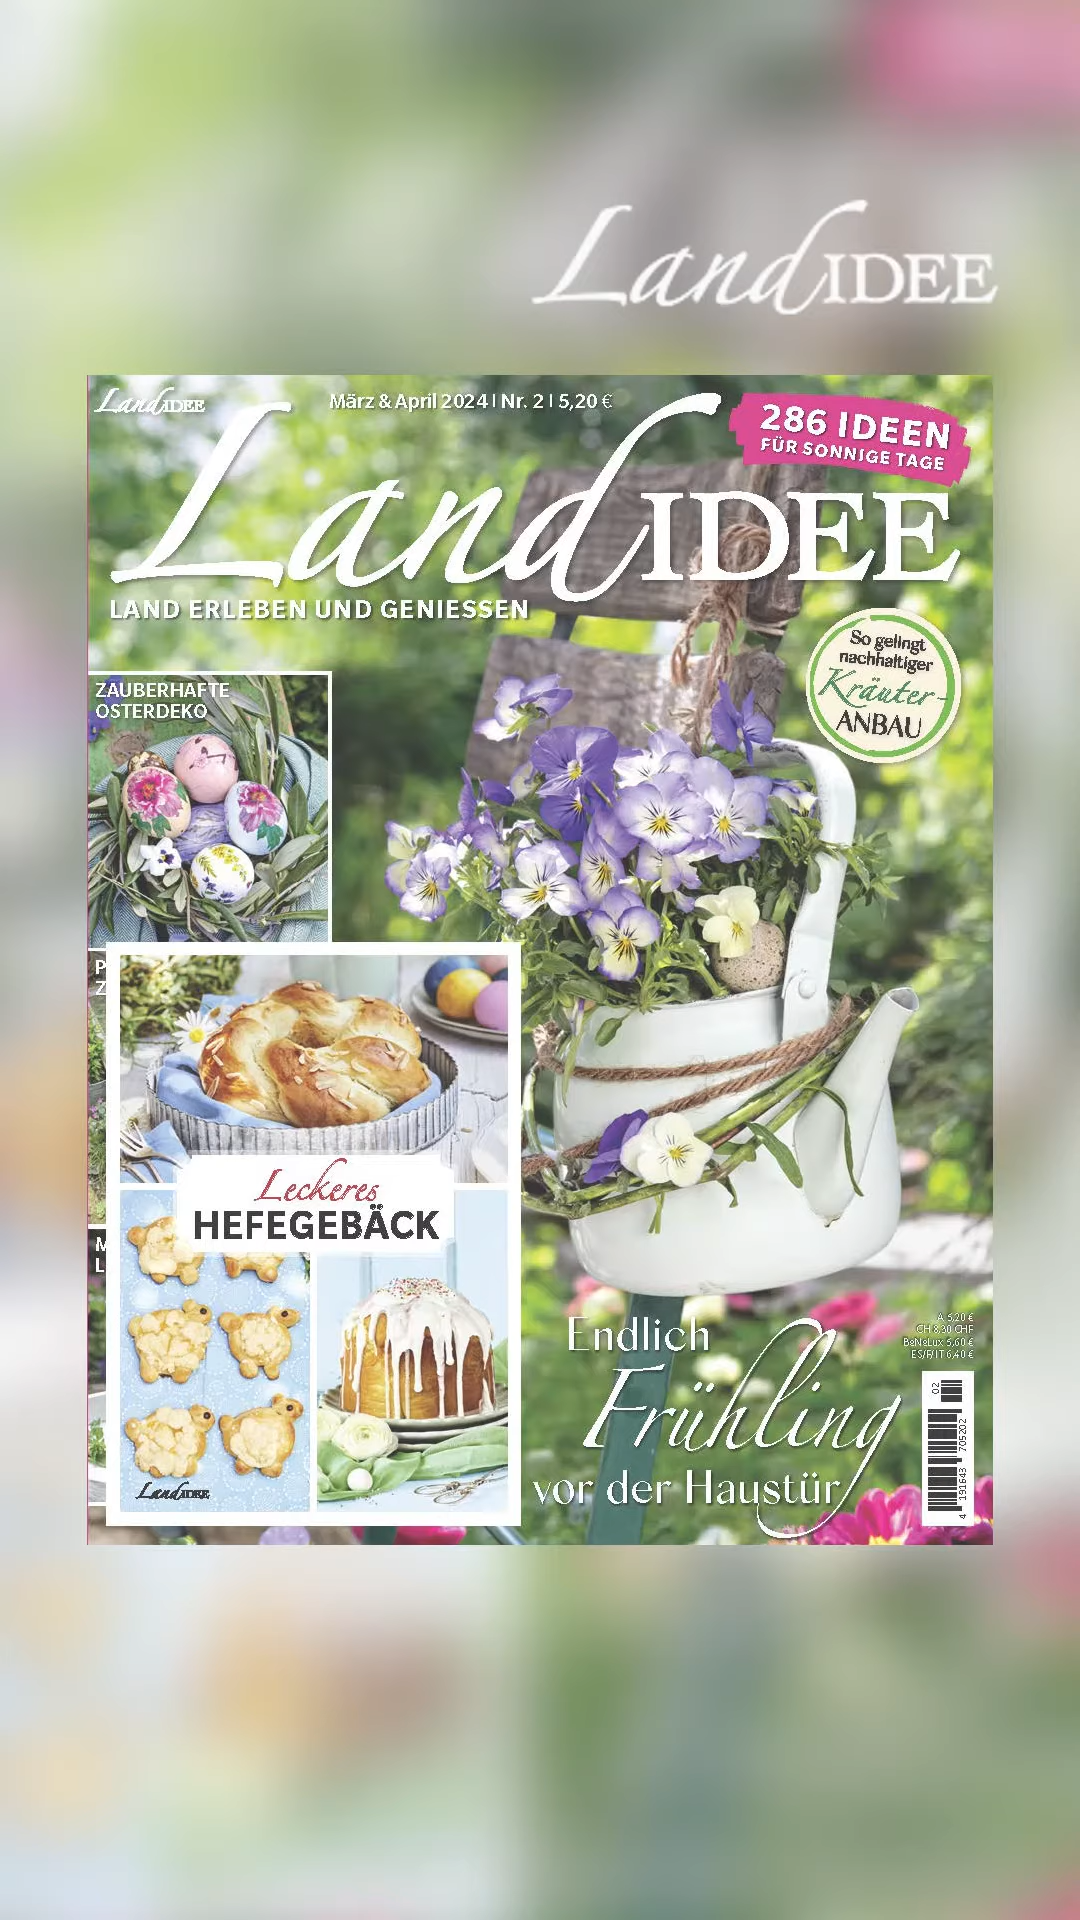 LandIDEE
LandIDEE
März & April 2024 | Nr. 2 | 5,20 €
286 IDEEN
FÜR SONNIGE TAGE
LandIDEE
LAND ERLEBEN UND GENIESSEN
So gelingt
nachhaltiger
Kräuter-
ANBAU
ZAUBERHAFTE
OSTERDEKO
P
Z
M
L
Leckeres
HEFEGEBÄCK
LandIDEE
Endlich
Frühling
vor der Haustür
A 5,20 €
CH 8,30 CHF
BeNeLux 5,60 €
ES/F/IT 6,40 €
02
4 191643 705202